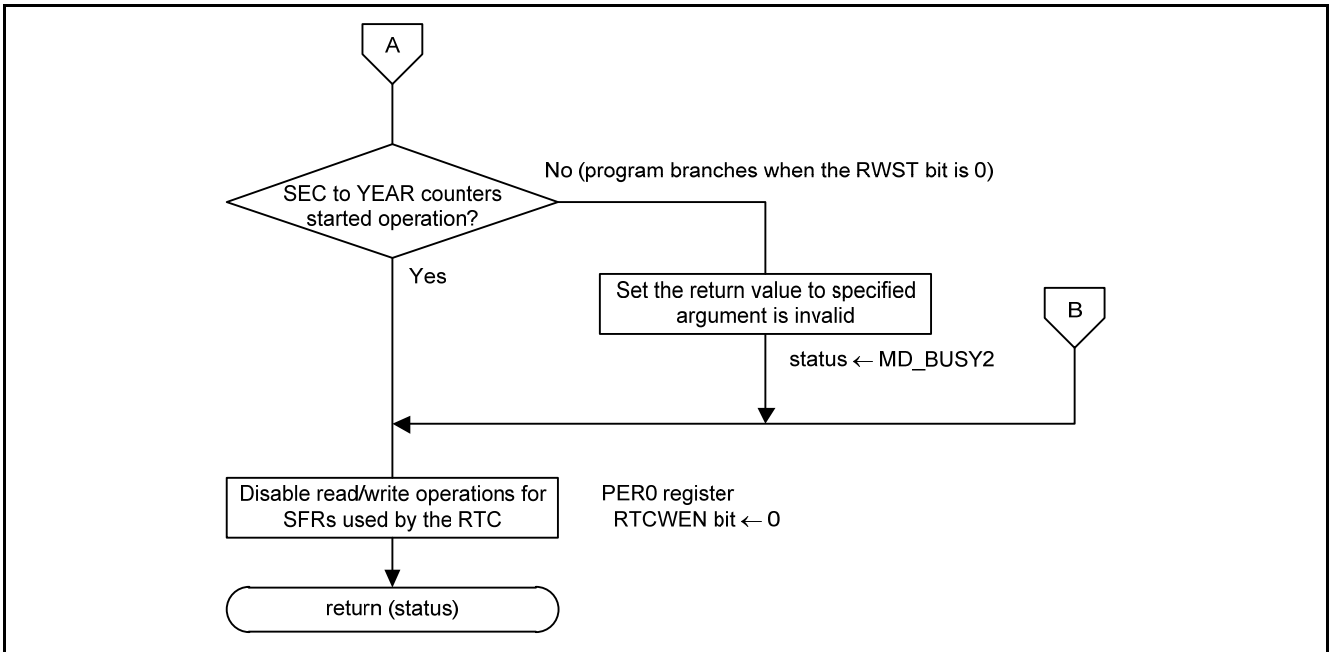 A
No (program branches when the RWST bit is 0)
SEC to YEAR counters
started operation?
Yes
Set the return value to specified
argument is invalid
B
status ← MD_BUSY2
Disable read/write operations for
SFRs used by the RTC
PER0 register
RTCWEN bit ← 0
return (status)